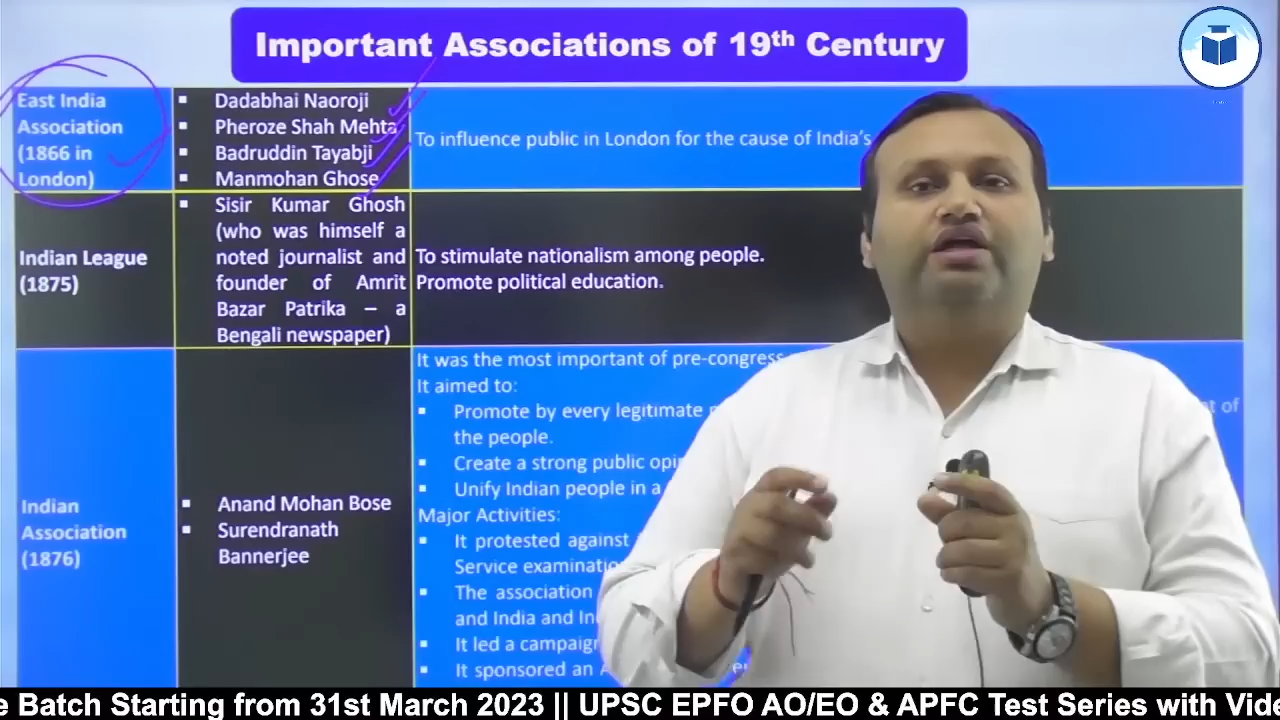 Important Associations of 19th Century
East India
Association
(1866 in
London)
▪ Dadabhai Naoroji
▪ Pheroze Shah Mehta
▪ Badruddin Tayabji
▪ Manmohan Ghose
To influence public in London for the cause of India's
Indian League
(1875)
▪ Sisir Kumar Ghosh
(who was himself a
noted journalist and
founder of Amrit
Bazar Patrika – a
Bengali newspaper)
To stimulate nationalism among people.
Promote political education.
Indian
Association
(1876)
▪ Anand Mohan Bose
▪ Surendranath
Bannerjee
It was the most important of pre-congress
It aimed to:
▪ Promote by every legitimate
of
the people.
▪ Create a strong public
▪ Unify Indian people in a
Major Activities:
▪ It protested against
Service
▪ The association
and India and
▪ It led a campaign
▪ It sponsored an
Batch Starting from 31st March 2023 || UPSC EPFO AO/EO & APFC Test Series with